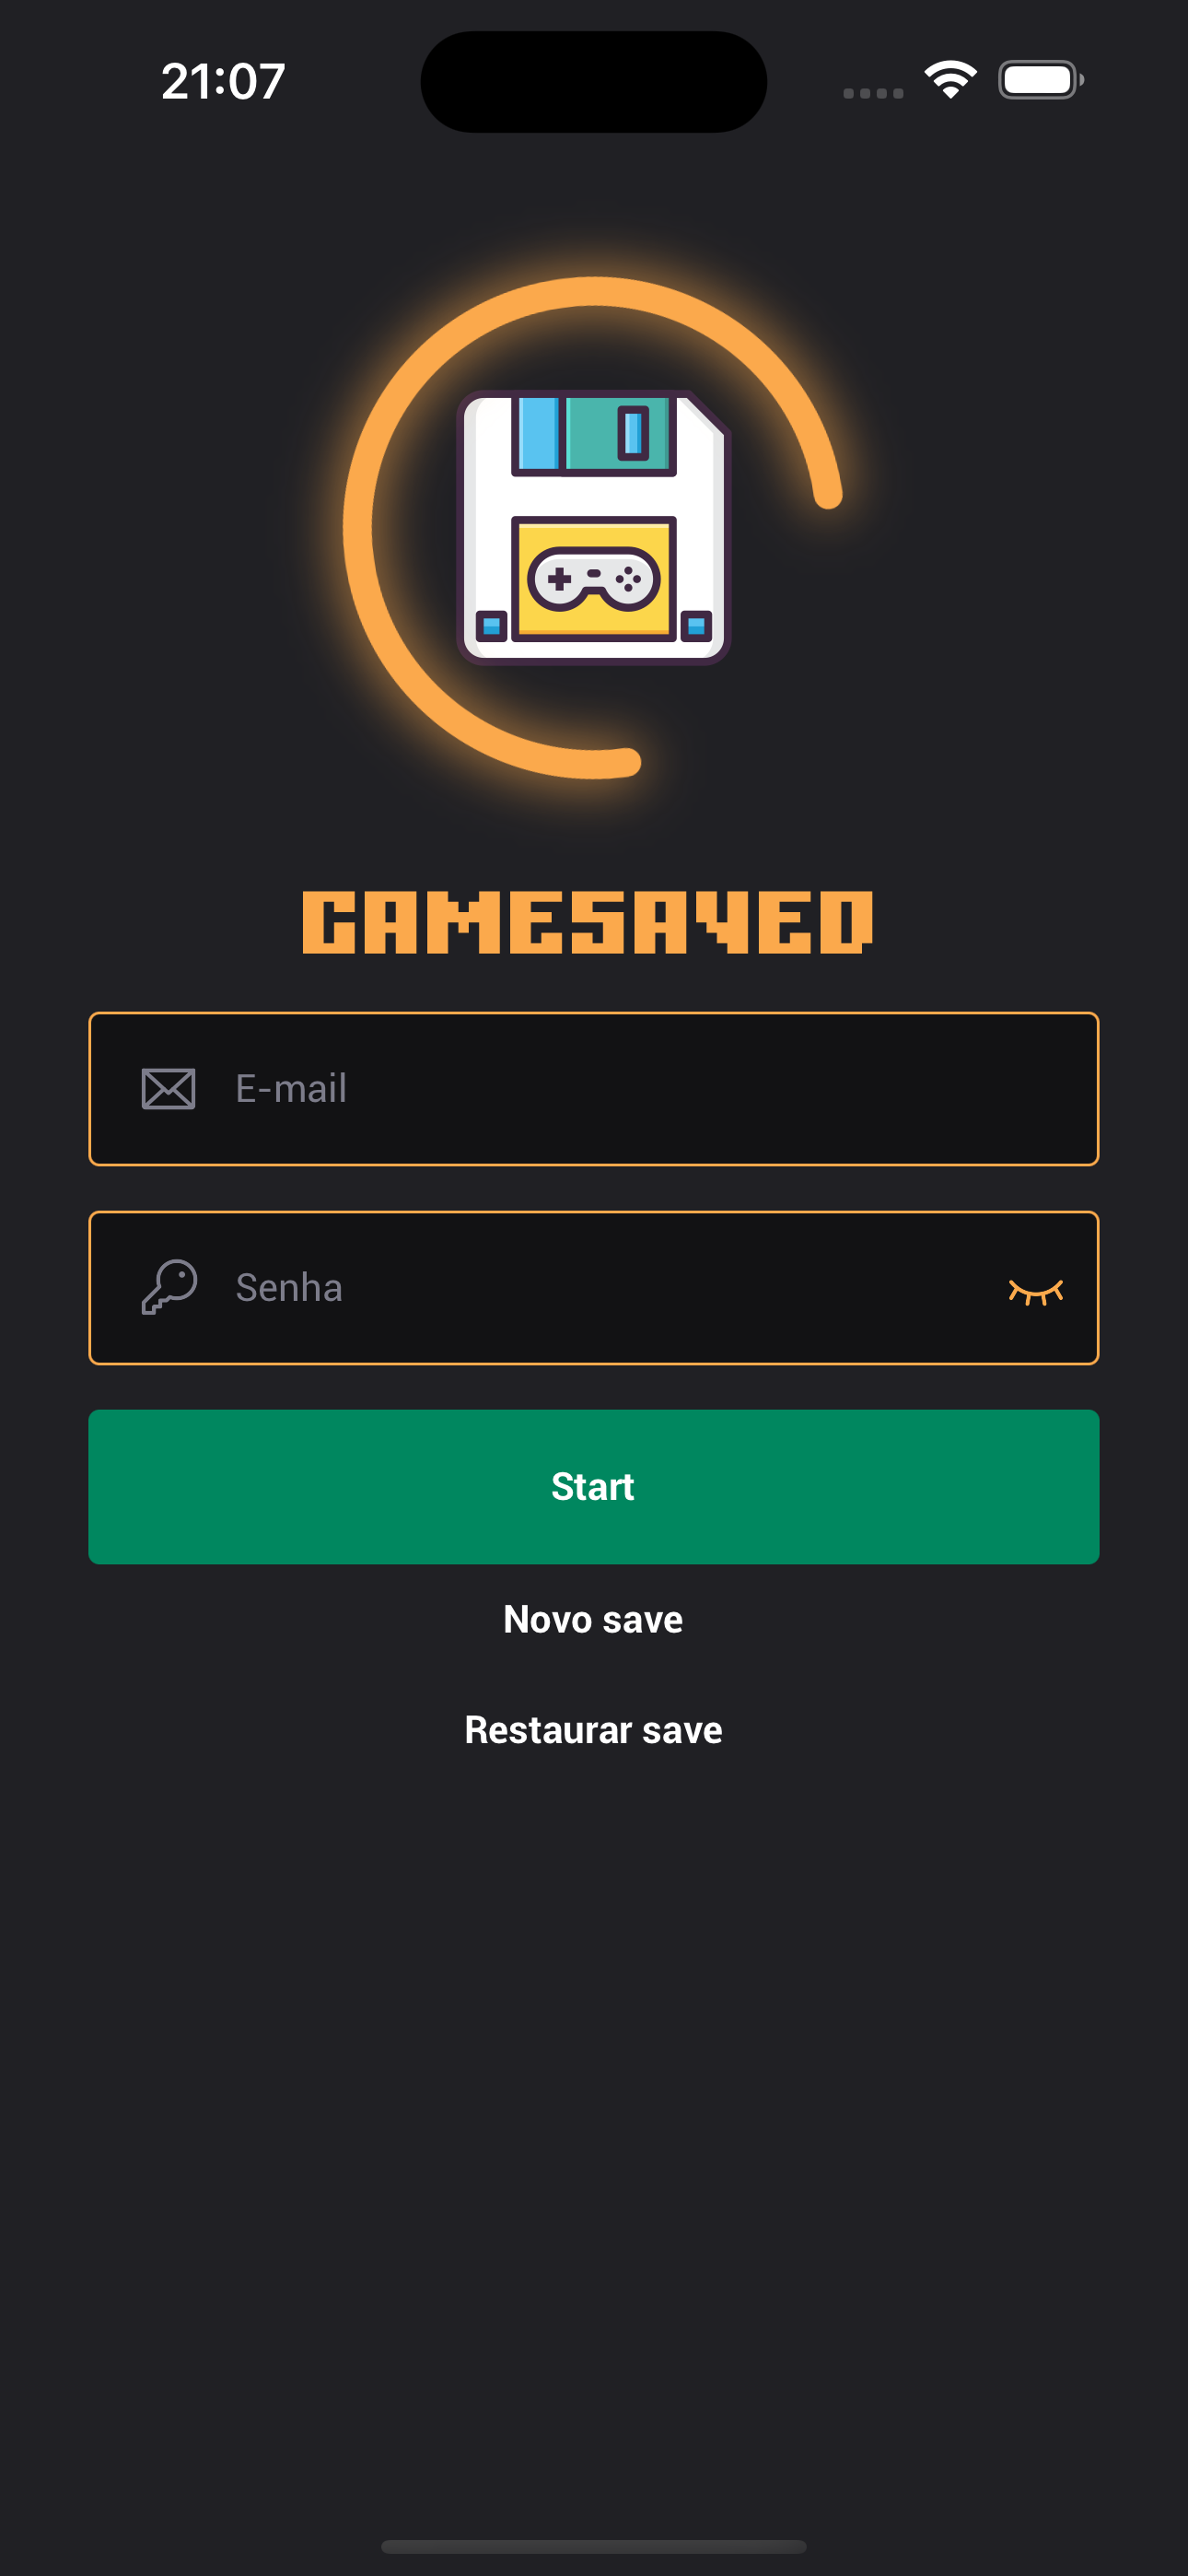 21:07
GAMESAVED
E-mail
Senha
Start
Novo save
Restaurar save